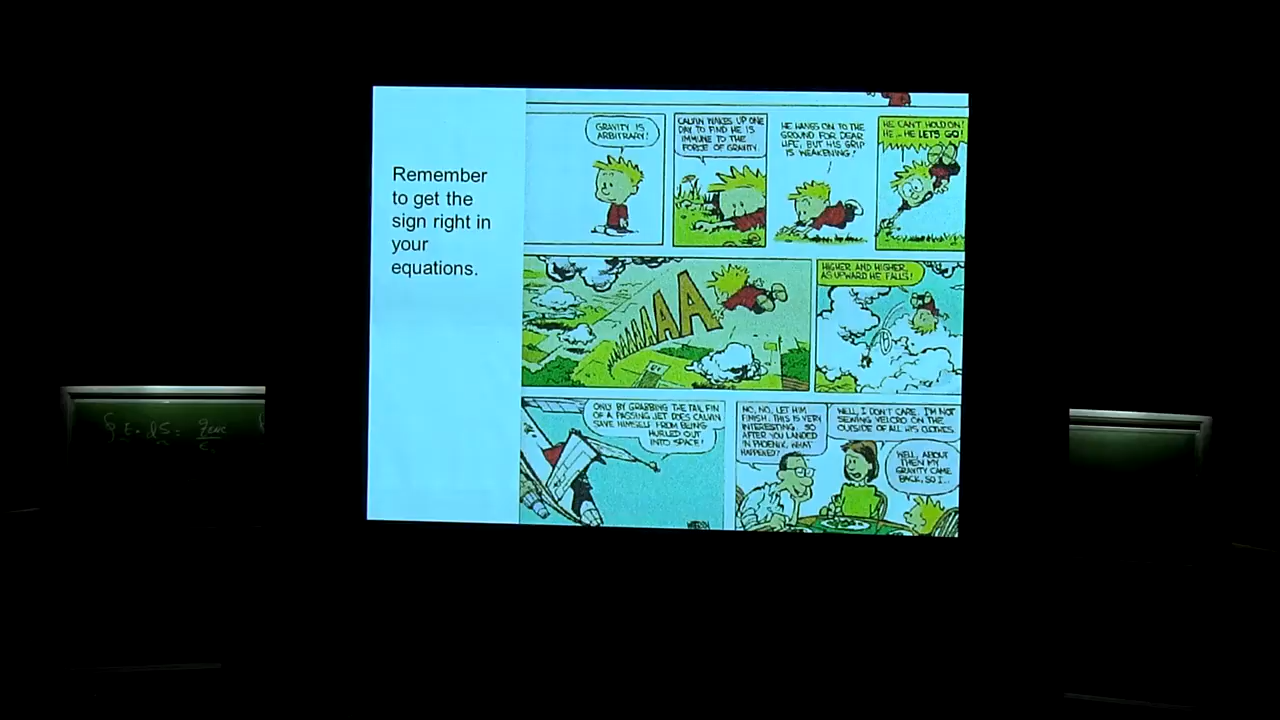 Remember
to get the
sign right in
your
equations.
GRAVITY IS
ARBITRARY!
CALVIN WAKES UP ONE
DAY TO FIND HE IS
IMMUNE TO THE
FORCE OF GRAVITY.
HE HANGS ON TO THE
GROUND FOR DEAR
LIFE, BUT HIS GRIP
IS WEAKENING!
HE CAN'T HOLD ON!
HE... HE LETS GO!
AAAAAA
HIGHER AND HIGHER,
AS UPWARD HE FALLS!
ONLY BY GRABBING THE TAIL FIN
OF A PASSING JET DOES CALVIN
SAVE HIMSELF FROM BEING
HURLED OUT
INTO SPACE!
NO, NO, LET HIM
FINISH. THIS IS VERY
INTERESTING. SO
AFTER YOU LANDED
IN PHOENIX, WHAT
HAPPENED?
WELL, I DON'T CARE. I'M NOT
SEWING VELCRO ON THE
OUTSIDE OF ALL HIS CLOTHES.
WELL, ABOUT
THEN MY
GRAVITY CAME
BACK, SO I...
∮ E · dS = qenc